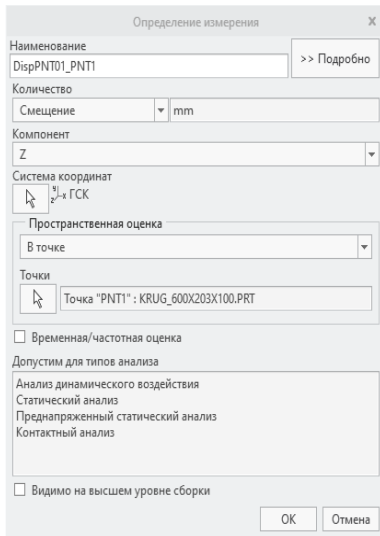 Определение измерения x
Наименование
DispPNT01_PNT1
>> Подробно
Количество
Смещение mm
Компонент
Z
Система координат
y z x ГСК
Пространственная оценка
В точке
Точки
Точка "PNT1" : KRUG_600X203X100.PRT
Временная/частотная оценка
Допустим для типов анализа
Анализ динамического воздействия
Статический анализ
Преднапряженный статический анализ
Контактный анализ
Видимо на высшем уровне сборки
OK Отмена